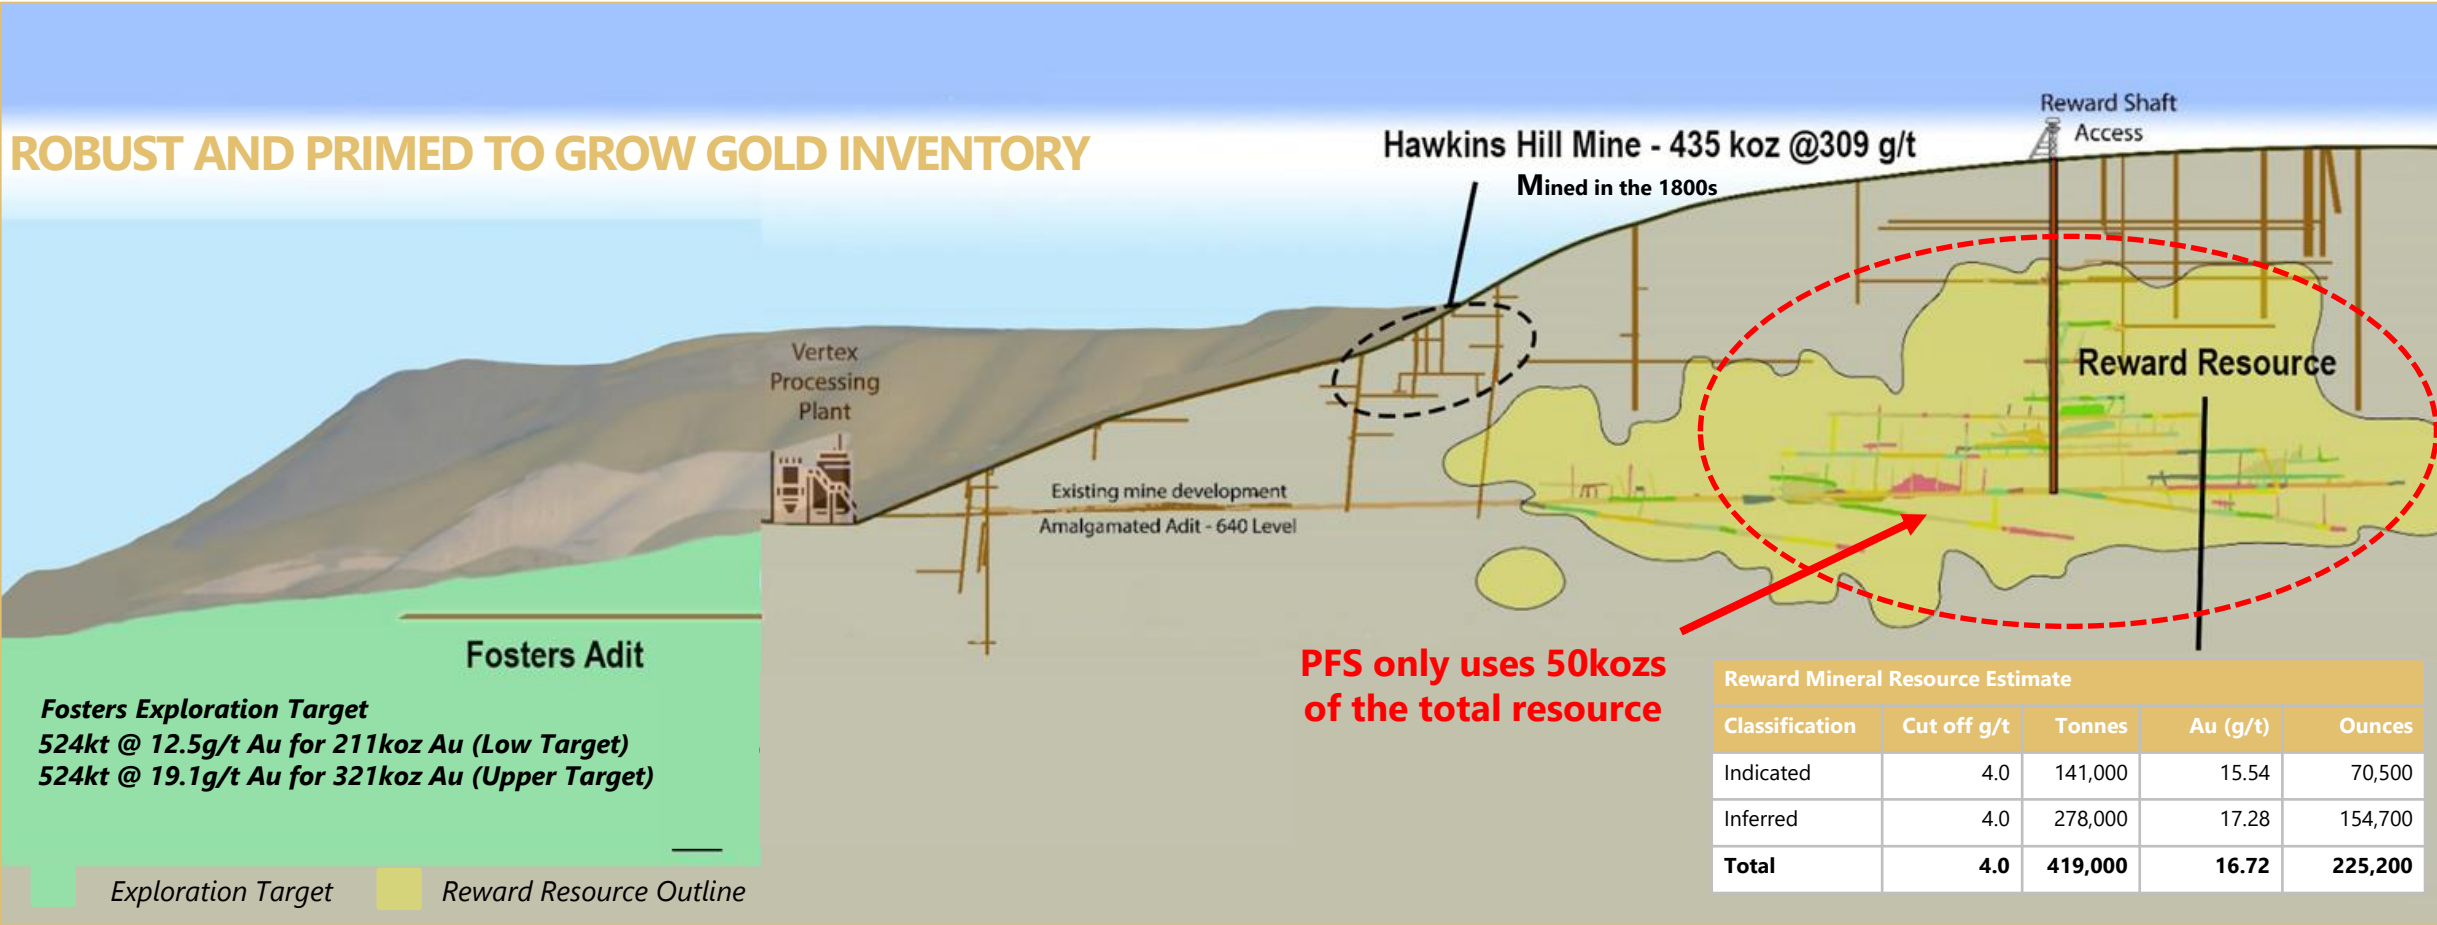 ROBUST AND PRIMED TO GROW GOLD INVENTORY
Hawkins Hill Mine - 435 koz @309 g/t
Mined in the 1800s
Reward Shaft
Access
Vertex
Processing
Plant
Existing mine development
Amalgamated Adit - 640 Level
Reward Resource
Fosters Adit
Fosters Exploration Target
524kt @ 12.5g/t Au for 211koz Au (Low Target)
524kt @ 19.1g/t Au for 321koz Au (Upper Target)
PFS only uses 50kozs
of the total resource
Reward Mineral Resource Estimate
Classification Cut off g/t Tonnes Au (g/t) Ounces
Indicated 4.0 141,000 15.54 70,500
Inferred 4.0 278,000 17.28 154,700
Total 4.0 419,000 16.72 225,200
Exploration Target
Reward Resource Outline